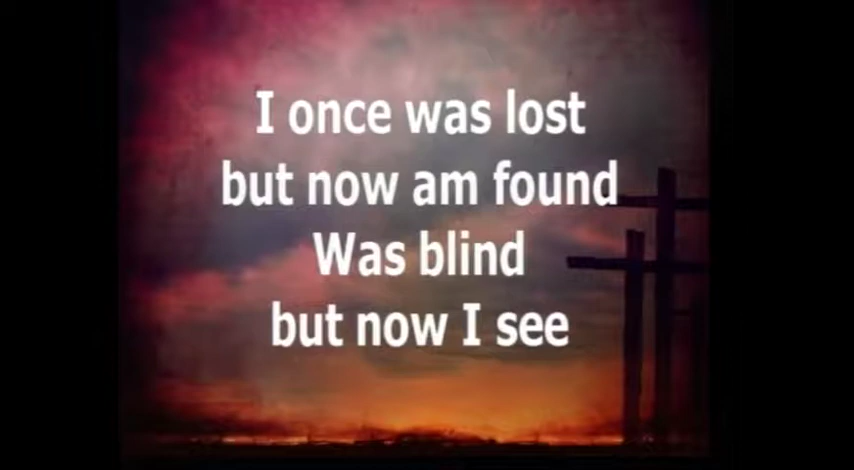 I once was lost
but now am found
Was blind
but now I see